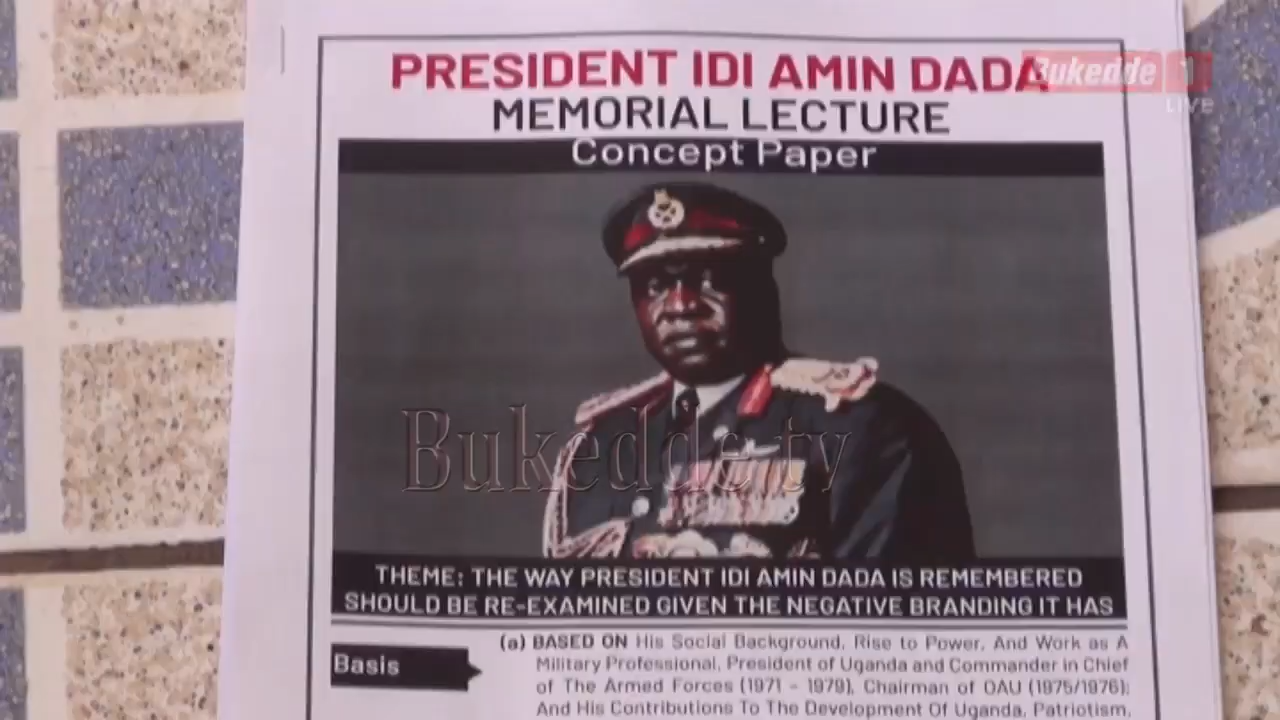 PRESIDENT IDI AMIN DADA
Bukedde 1
LIVE
MEMORIAL LECTURE
Concept Paper
Bukedde tv
THEME: THE WAY PRESIDENT IDI AMIN DADA IS REMEMBERED
SHOULD BE RE-EXAMINED GIVEN THE NEGATIVE BRANDING IT HAS
Basis
(a) BASED ON His Social Background, Rise to Power, And Work as A
Military Professional, President of Uganda and Commander in Chief
of The Armed Forces (1971 - 1979), Chairman of OAU (1975/1976);
And His Contributions To The Development Of Uganda, Patriotism,